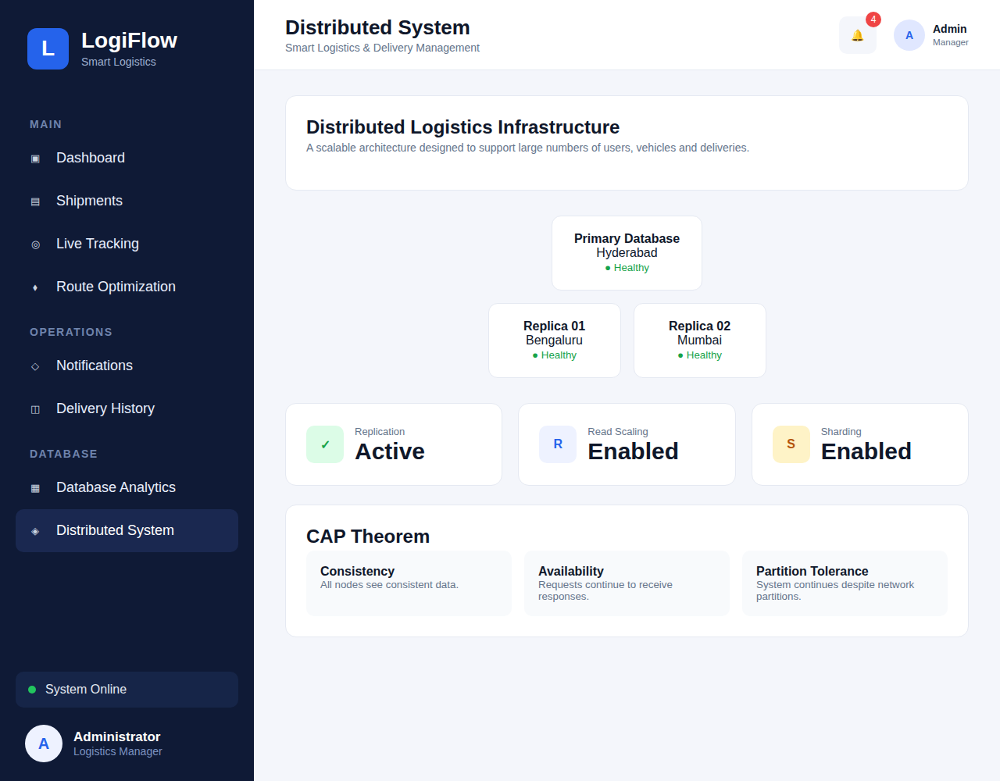 L
LogiFlow
Smart Logistics
MAIN
Dashboard
Shipments
Live Tracking
Route Optimization
OPERATIONS
Notifications
Delivery History
DATABASE
Database Analytics
Distributed System
System Online
A
Administrator
Logistics Manager
Distributed System
Smart Logistics & Delivery Management
4
A
Admin
Manager
Distributed Logistics Infrastructure
A scalable architecture designed to support large numbers of users, vehicles and deliveries.
Primary Database
Hyderabad
● Healthy
Replica 01
Bengaluru
● Healthy
Replica 02
Mumbai
● Healthy
✓
Replication
Active
R
Read Scaling
Enabled
S
Sharding
Enabled
CAP Theorem
Consistency
All nodes see consistent data.
Availability
Requests continue to receive
responses.
Partition Tolerance
System continues despite network
partitions.